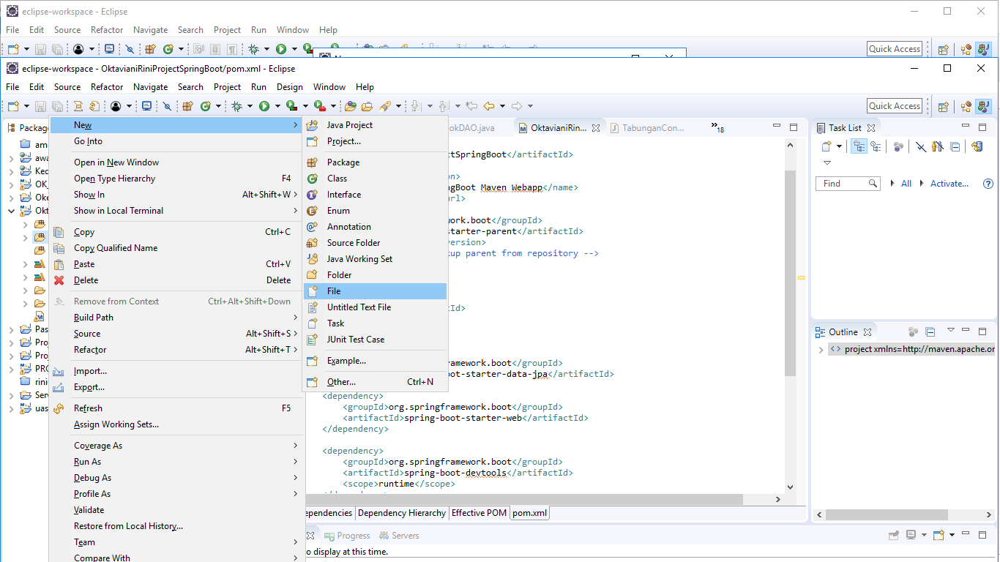 eclipse-workspace - Eclipse
File Edit Source Refactor Navigate Search Project Run Window Help
Quick Access
eclipse-workspace - OktavianiRiniProjectSpringBoot/pom.xml - Eclipse
File Edit Source Refactor Navigate Search Project Run Design Window Help
Quick Access
Package
okDAO.java
OktavianiRin...
TabunganCon...
»18
Task List
Find
All
Activate...
Outline
project xmlns=http://maven.apache.or
am
awa
Kec
OK_
Oke
Okt
Pas
Proj
Proj
PRO
rini
Serv
uas
New
Go Into
Open in New Window
Open Type Hierarchy F4
Show In Alt+Shift+W
Show in Local Terminal
Copy Ctrl+C
Copy Qualified Name
Paste Ctrl+V
Delete Delete
Remove from Context Ctrl+Alt+Shift+Down
Build Path
Source Alt+Shift+S
Refactor Alt+Shift+T
Import...
Export...
Refresh F5
Assign Working Sets...
Coverage As
Run As
Debug As
Profile As
Validate
Restore from Local History...
Team
Compare With
Java Project
Project...
Package
Class
Interface
Enum
Annotation
Source Folder
Java Working Set
Folder
File
Untitled Text File
Task
JUnit Test Case
Example...
Other... Ctrl+N
ctSpringBoot</artifactId>
on>
gBoot Maven Webapp</name>
url>
work.boot</groupId>
starter-parent</artifactId>
version>
kup parent from repository -->
tId>
ramework.boot</groupId>
boot-starter-data-jpa</artifactId>
<dependency>
<groupId>org.springframework.boot</groupId>
<artifactId>spring-boot-starter-web</artifactId>
</dependency>
<dependency>
<groupId>org.springframework.boot</groupId>
<artifactId>spring-boot-devtools</artifactId>
<scope>runtime</scope>
ependencies Dependency Hierarchy Effective POM pom.xml
Progress Servers
o display at this time.